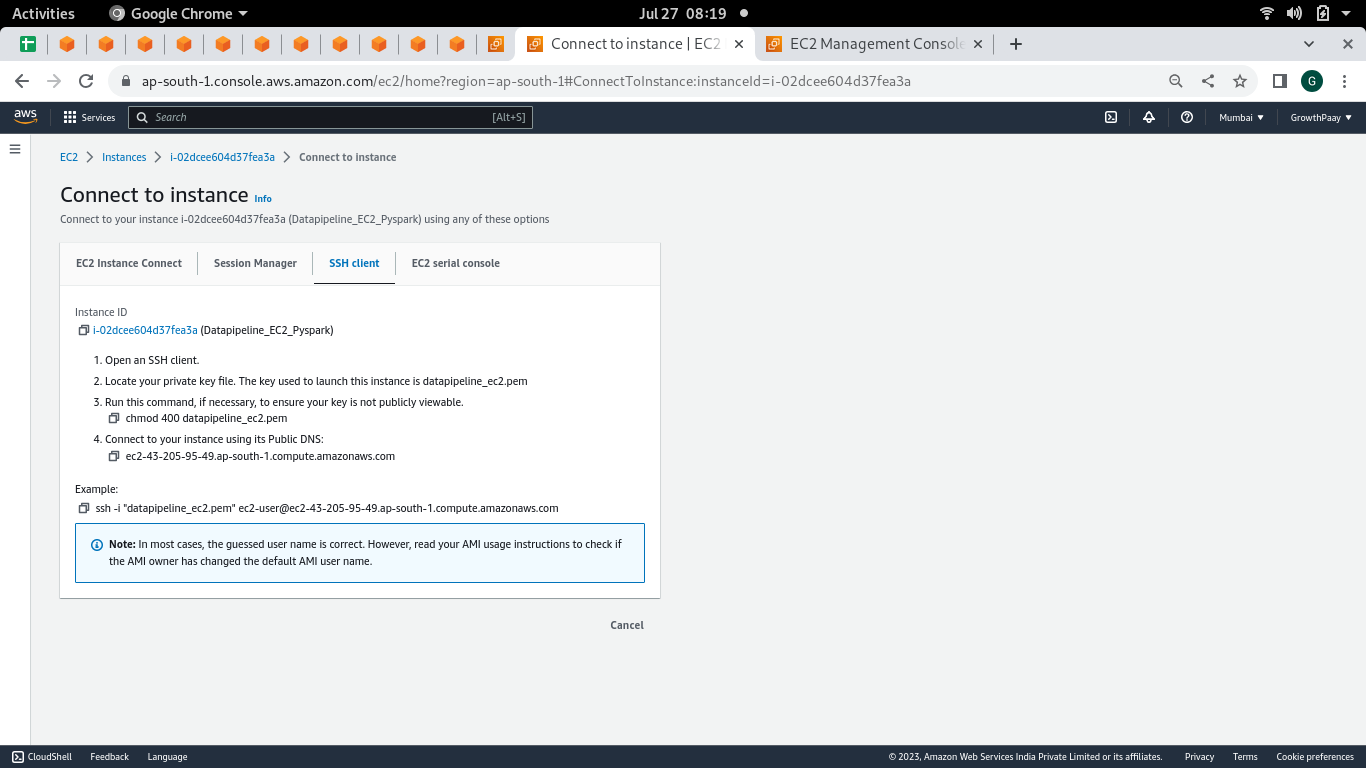 Activities Google Chrome Jul 27 08:19
Connect to instance | EC2 EC2 Management Console
ap-south-1.console.aws.amazon.com/ec2/home?region=ap-south-1#ConnectToInstance:instanceId=i-02dcee604d37fea3a G
aws Services Search [Alt+S] Mumbai GrowthPaay
EC2 Instances i-02dcee604d37fea3a Connect to instance
Connect to instance Info
Connect to your instance i-02dcee604d37fea3a (Datapipeline_EC2_Pyspark) using any of these options
EC2 Instance Connect Session Manager SSH client EC2 serial console
Instance ID
i-02dcee604d37fea3a (Datapipeline_EC2_Pyspark)
1. Open an SSH client.
2. Locate your private key file. The key used to launch this instance is datapipeline_ec2.pem
3. Run this command, if necessary, to ensure your key is not publicly viewable.
chmod 400 datapipeline_ec2.pem
4. Connect to your instance using its Public DNS:
ec2-43-205-95-49.ap-south-1.compute.amazonaws.com
Example:
ssh -i "datapipeline_ec2.pem" ec2-user@ec2-43-205-95-49.ap-south-1.compute.amazonaws.com
Note: In most cases, the guessed user name is correct. However, read your AMI usage instructions to check if
the AMI owner has changed the default AMI user name.
Cancel
CloudShell Feedback Language © 2023, Amazon Web Services India Private Limited or its affiliates. Privacy Terms Cookie preferences